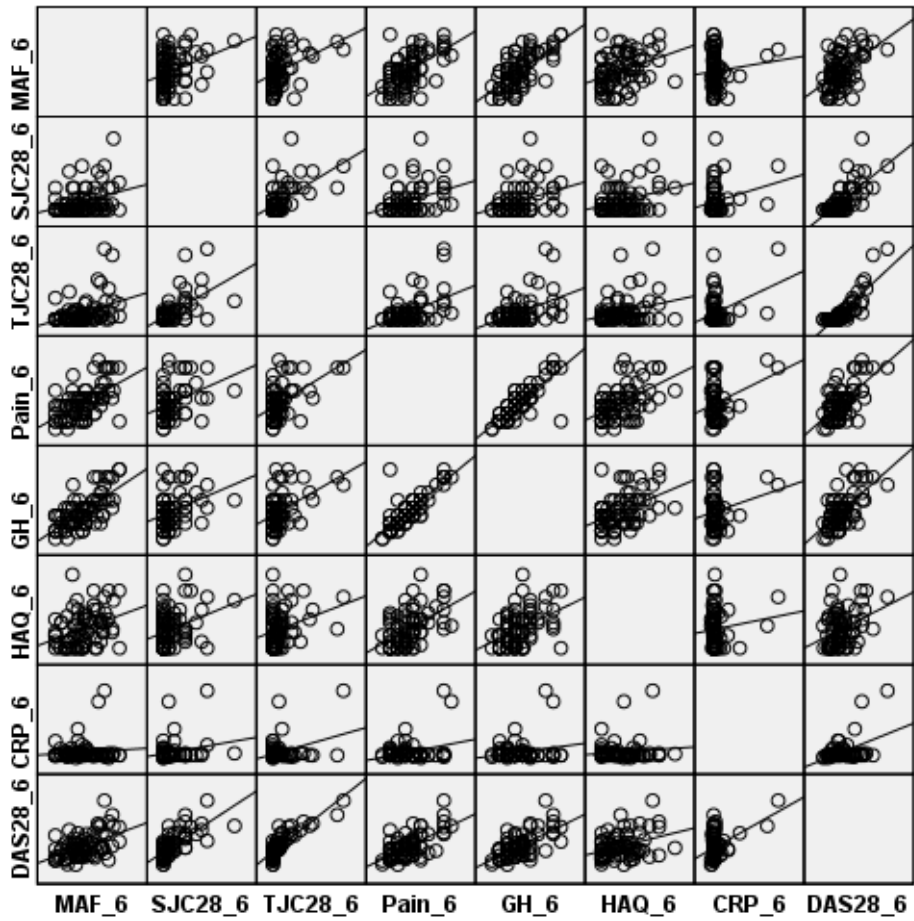 MAF_6
SJC28_6
TJC28_6
Pain_6
GH_6
HAQ_6
CRP_6
DAS28_6
MAF_6 SJC28_6 TJC28_6 Pain_6 GH_6 HAQ_6 CRP_6 DAS28_6